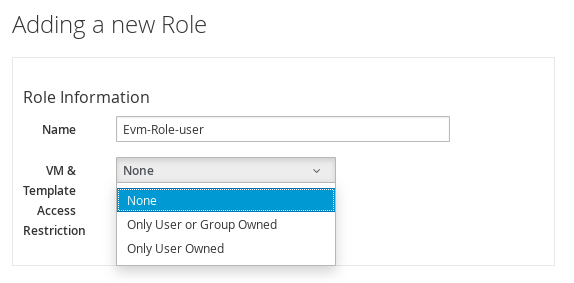 Adding a new Role
Role Information
Name
Evm-Role-user
VM &
Template
Access
Restriction
None
None
Only User or Group Owned
Only User Owned